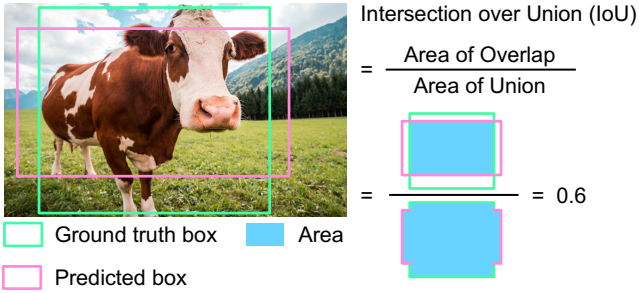 Intersection over Union (IoU)
= Area of Overlap
Area of Union
= = 0.6
Ground truth box
Area
Predicted box